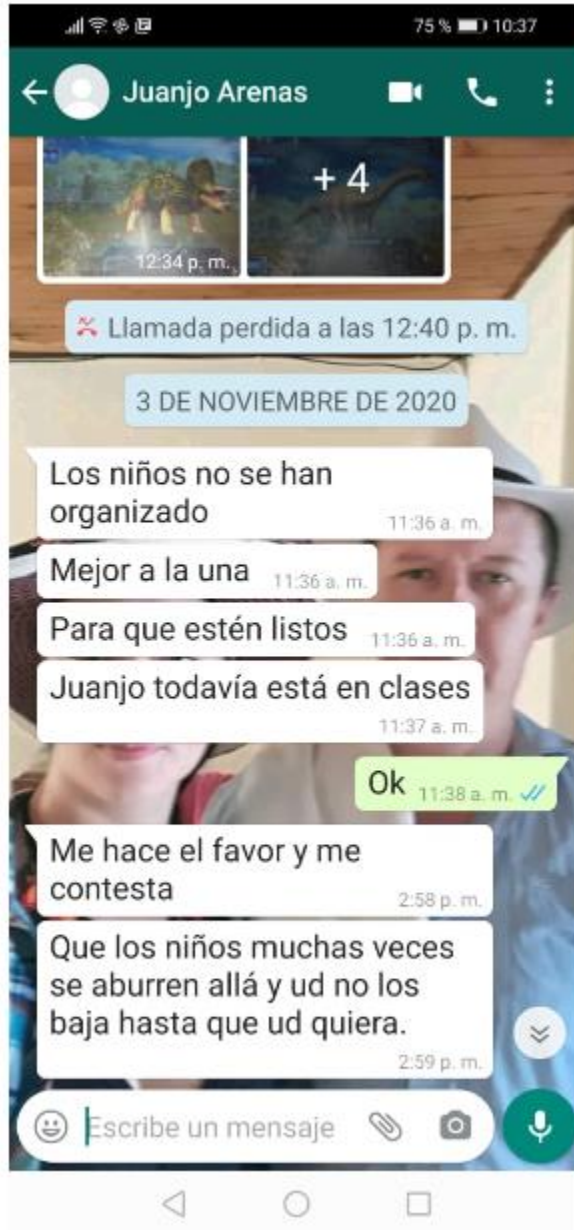 75 % 10:37
Juanjo Arenas
+ 4
12:34 p. m.
Llamada perdida a las 12:40 p. m.
3 DE NOVIEMBRE DE 2020
Los niños no se han
organizado 11:36 a. m.
Mejor a la una 11:36 a. m.
Para que estén listos 11:36 a. m.
Juanjo todavía está en clases
11:37 a. m.
Ok 11:38 a. m.
Me hace el favor y me
contesta 2:58 p. m.
Que los niños muchas veces
se aburren allá y ud no los
baja hasta que ud quiera.
2:59 p. m.
Escribe un mensaje